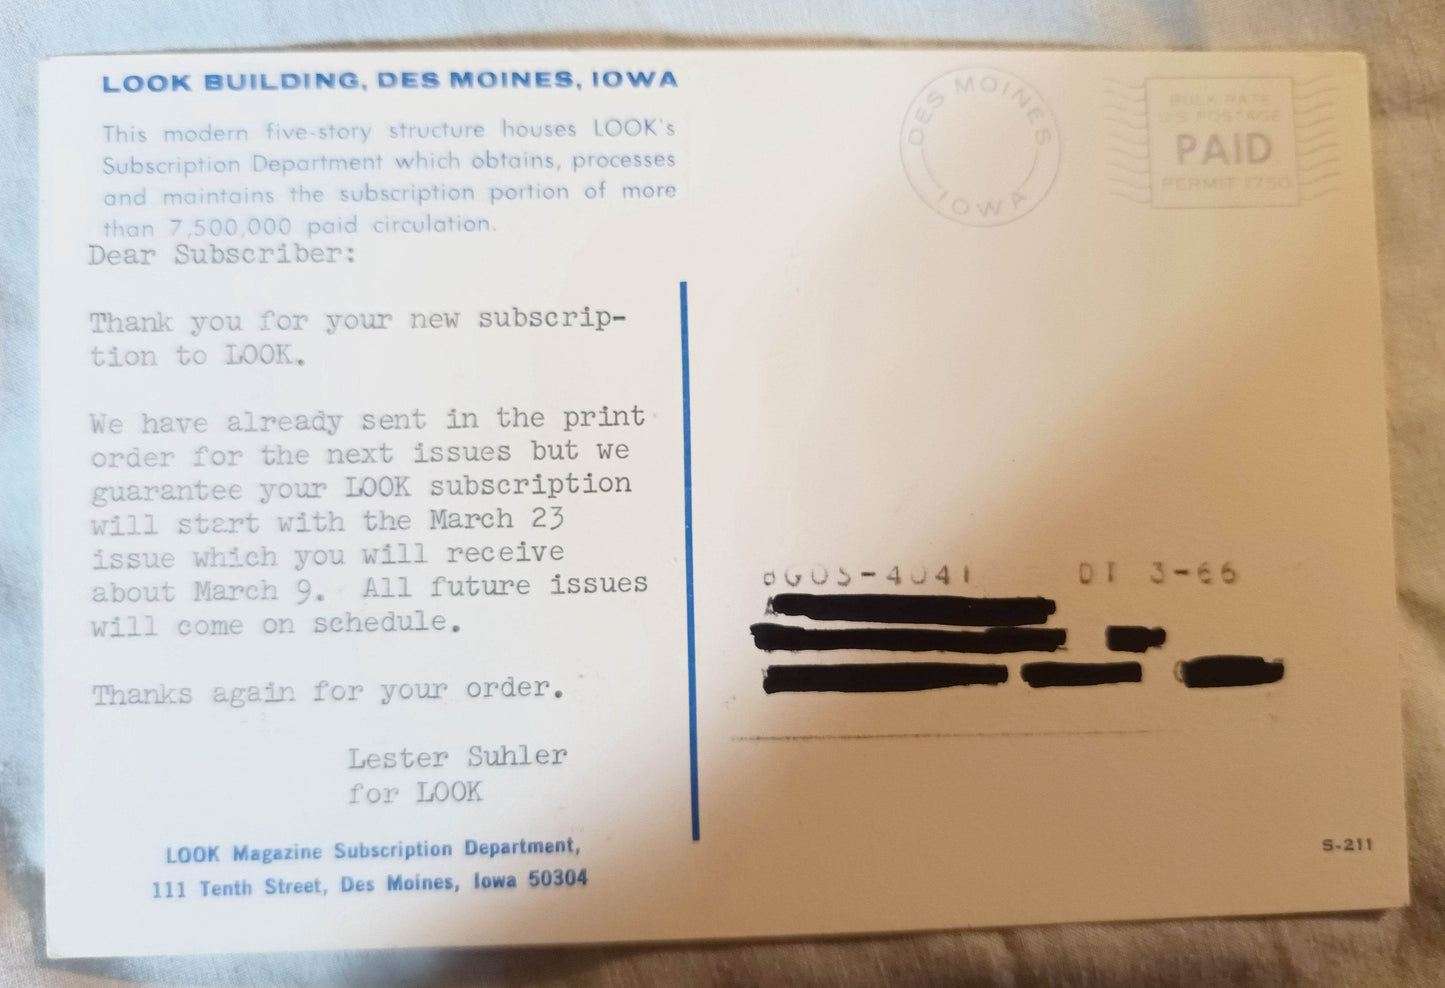 LOOK BUILDING, DES MOINES, IOWA
This modern five-story structure houses LOOK's
Subscription Department which obtains, processes
and maintains the subscription portion of more
than 7,500,000 paid circulation.
Dear Subscriber:
Thank you for your new subscrip-
tion to LOOK.
We have already sent in the print
order for the next issues but we
guarantee your LOOK subscription
will start with the March 23
issue which you will receive
about March 9. All future issues
will come on schedule.
Thanks again for your order.
Lester Suhler
for LOOK
LOOK Magazine Subscription Department,
111 Tenth Street, Des Moines, Iowa 50304
DES MOINES
IOWA
BULK RATE
U.S. POSTAGE
PAID
PERMIT 1750
3-66
S-211